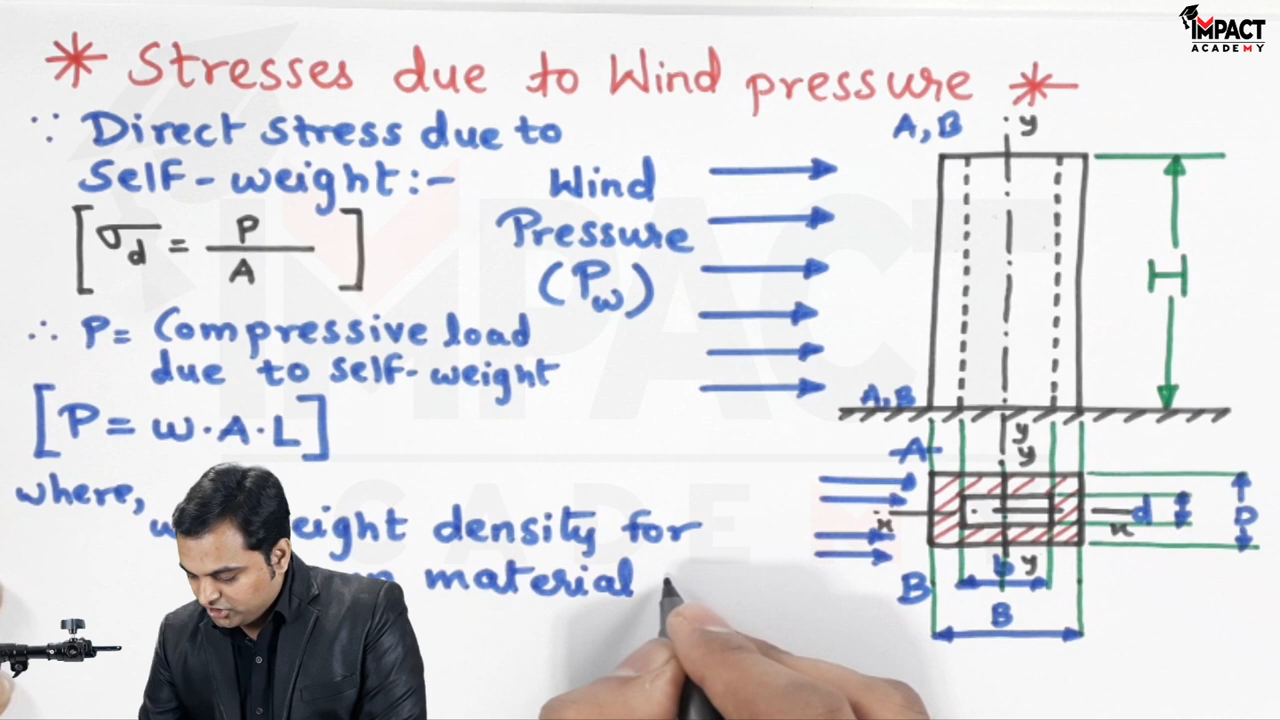 IMPACT
ACADEMY
* Stresses due to Wind pressure *
∵ Direct stress due to
self-weight:-
[σd = P / A]
∴ P = Compressive load
due to self-weight
[P = w·A·L]
where,
density for
material
Wind
Pressure
(Pw)
A, B
y
H
A, B
y
y
A
x
x
d
D
B
b
y
B